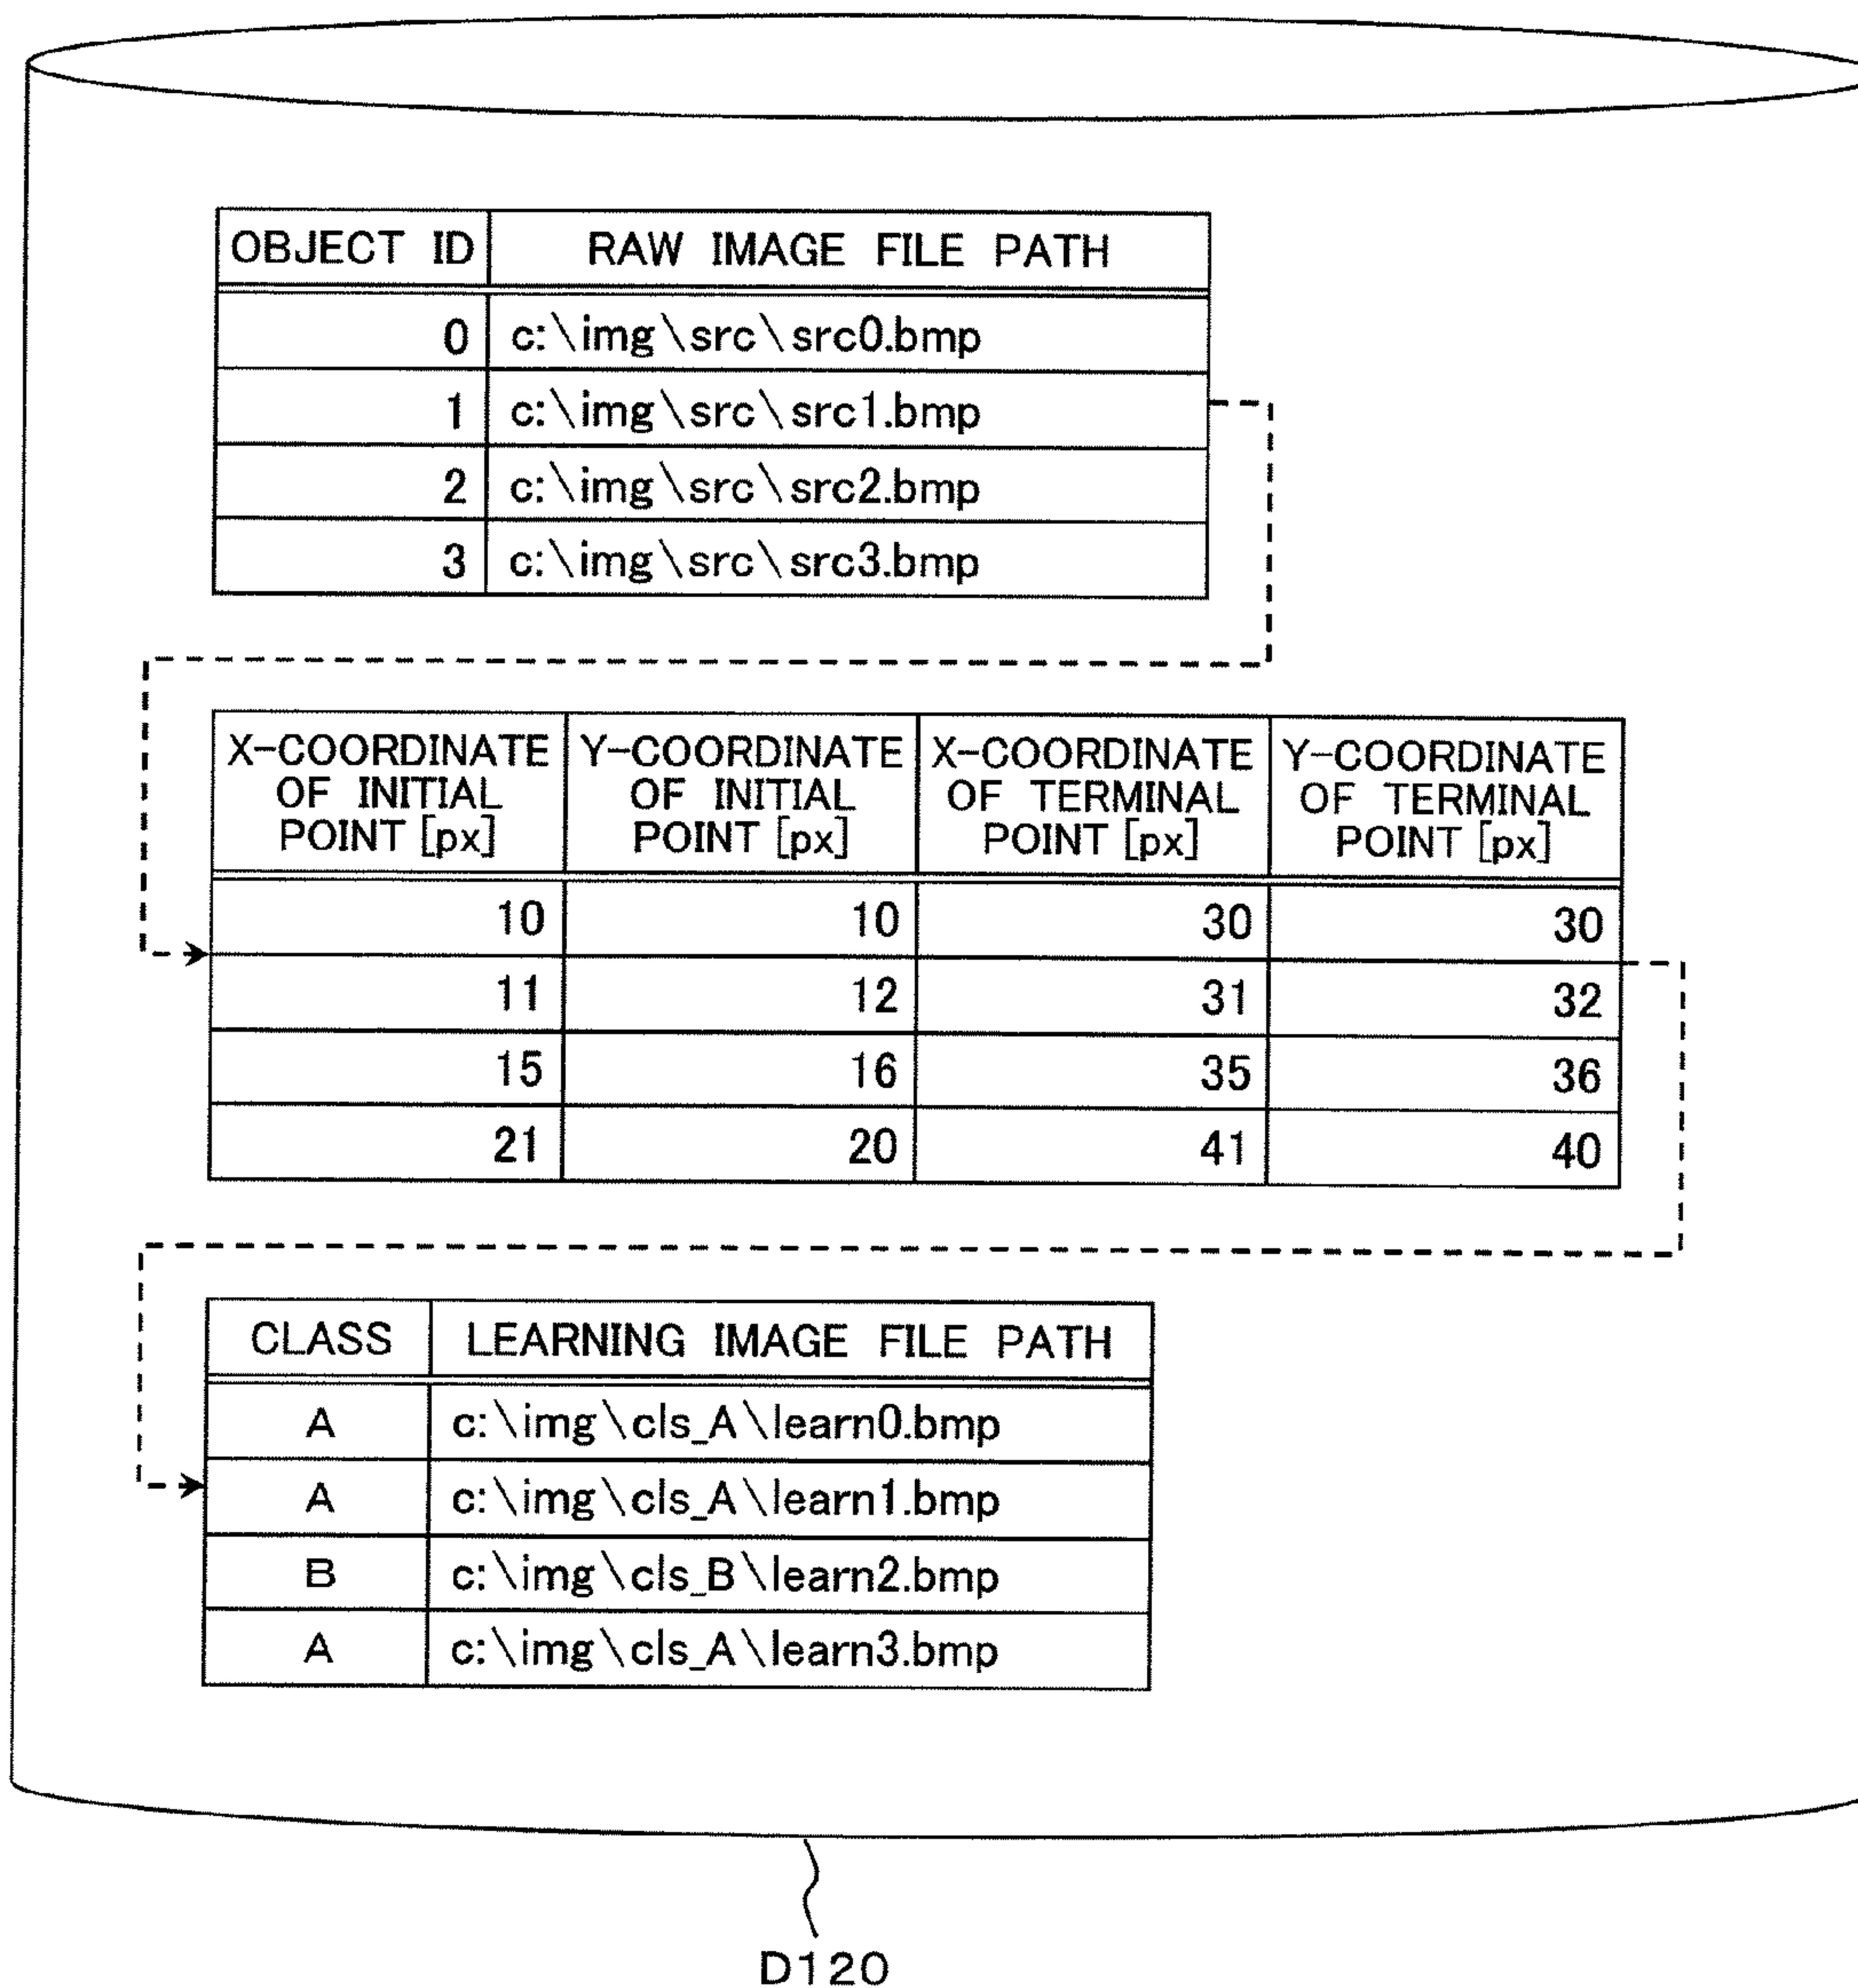 OBJECT ID RAW IMAGE FILE PATH
0 c:\img\src\src0.bmp
1 c:\img\src\src1.bmp
2 c:\img\src\src2.bmp
3 c:\img\src\src3.bmp
X-COORDINATE OF INITIAL POINT [px] Y-COORDINATE OF INITIAL POINT [px] X-COORDINATE OF TERMINAL POINT [px] Y-COORDINATE OF TERMINAL POINT [px]
10 10 30 30
11 12 31 32
15 16 35 36
21 20 41 40
CLASS LEARNING IMAGE FILE PATH
A c:\img\cls_A\learn0.bmp
A c:\img\cls_A\learn1.bmp
B c:\img\cls_B\learn2.bmp
A c:\img\cls_A\learn3.bmp
D120